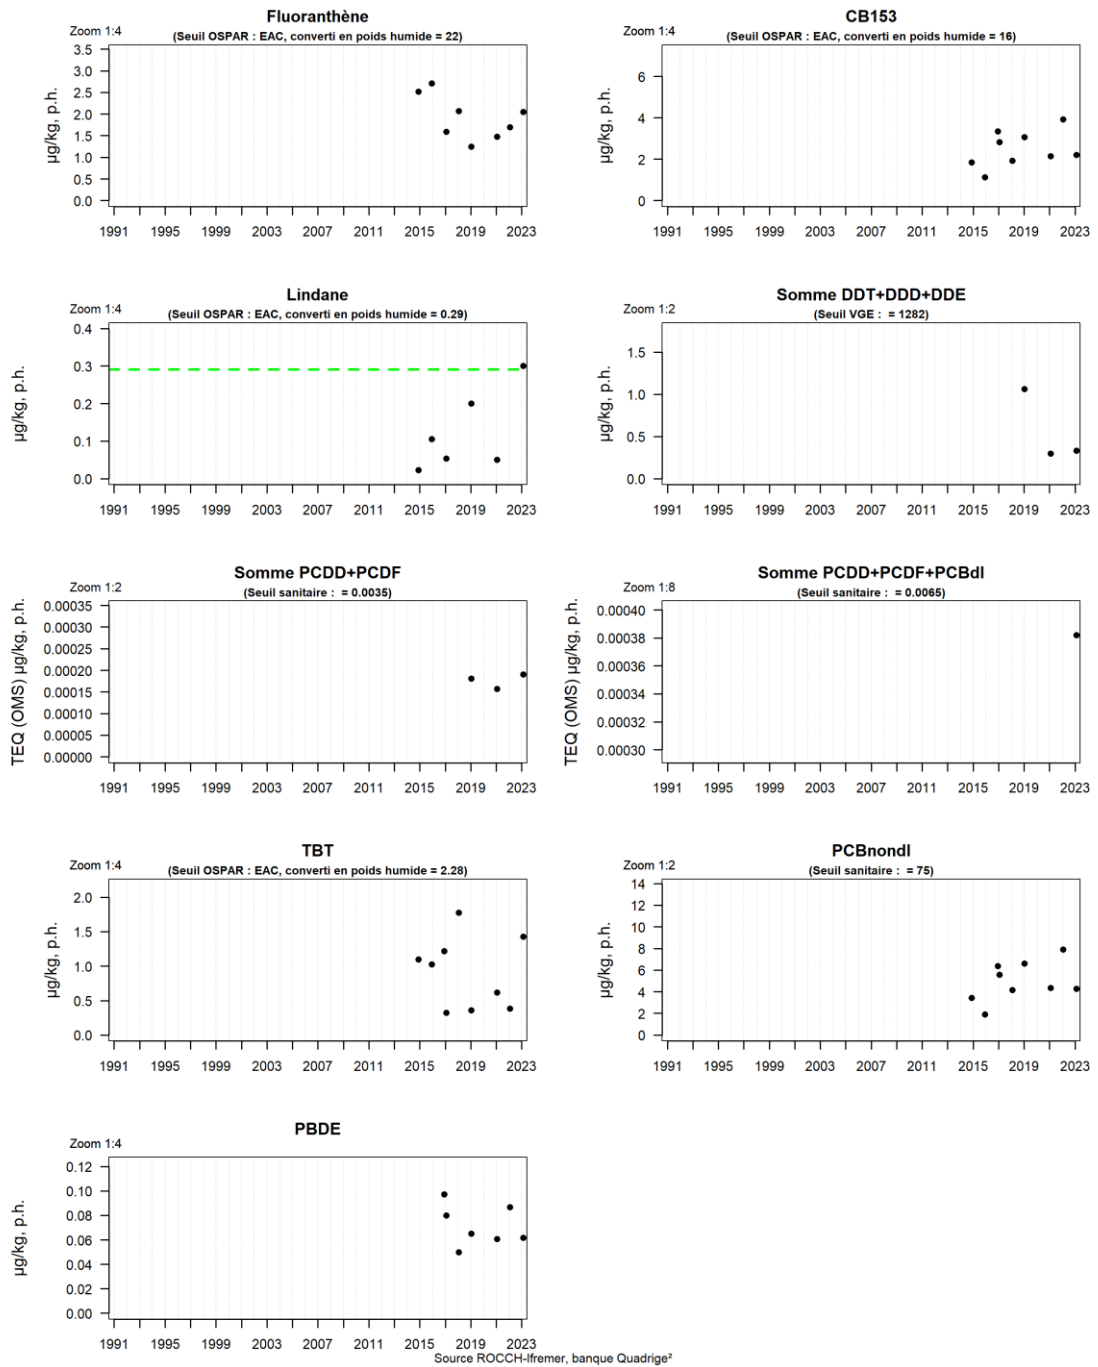 Fluoranthène
Zoom 1:4
(Seuil OSPAR : EAC, converti en poids humide = 22)
µg/kg, p.h.
3.5
3.0
2.5
2.0
1.5
1.0
0.5
0.0
1991 1995 1999 2003 2007 2011 2015 2019 2023
CB153
Zoom 1:4
(Seuil OSPAR : EAC, converti en poids humide = 16)
µg/kg, p.h.
6
4
2
0
1991 1995 1999 2003 2007 2011 2015 2019 2023
Lindane
Zoom 1:4
(Seuil OSPAR : EAC, converti en poids humide = 0.29)
µg/kg, p.h.
0.4
0.3
0.2
0.1
0.0
1991 1995 1999 2003 2007 2011 2015 2019 2023
Somme DDT+DDD+DDE
Zoom 1:2
(Seuil VGE : = 1282)
µg/kg, p.h.
1.5
1.0
0.5
0.0
1991 1995 1999 2003 2007 2011 2015 2019 2023
Somme PCDD+PCDF
Zoom 1:2
(Seuil sanitaire : = 0.0035)
TEQ (OMS) µg/kg, p.h.
0.00035
0.00030
0.00025
0.00020
0.00015
0.00010
0.00005
0.00000
1991 1995 1999 2003 2007 2011 2015 2019 2023
Somme PCDD+PCDF+PCBdl
Zoom 1:8
(Seuil sanitaire : = 0.0065)
TEQ (OMS) µg/kg, p.h.
0.00040
0.00038
0.00036
0.00034
0.00032
0.00030
1991 1995 1999 2003 2007 2011 2015 2019 2023
TBT
Zoom 1:4
(Seuil OSPAR : EAC, converti en poids humide = 2.28)
µg/kg, p.h.
2.0
1.5
1.0
0.5
0.0
1991 1995 1999 2003 2007 2011 2015 2019 2023
PCBnondl
Zoom 1:2
(Seuil sanitaire : = 75)
µg/kg, p.h.
14
12
10
8
6
4
2
0
1991 1995 1999 2003 2007 2011 2015 2019 2023
PBDE
Zoom 1:4
µg/kg, p.h.
0.12
0.10
0.08
0.06
0.04
0.02
0.00
1991 1995 1999 2003 2007 2011 2015 2019 2023
Source ROCCH-Ifremer, banque Quadrige²